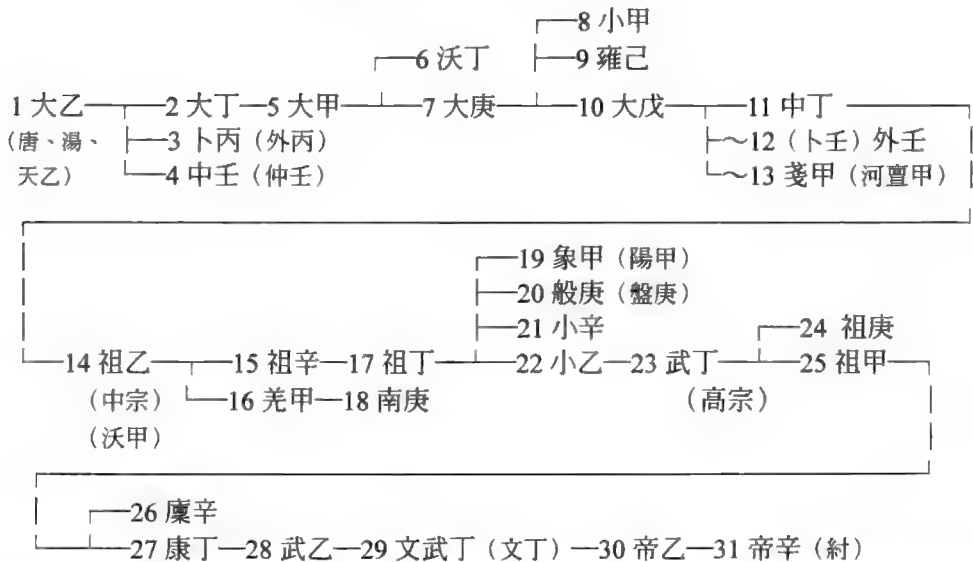 8 小甲
6 沃丁 9 雍己
1 大乙 2 大丁 5 大甲 7 大庚 10 大戊 11 中丁
(唐、湯、 3 卜丙(外丙) ～12(卜壬)外壬
天乙) 4 中壬(仲壬) ～13 戔甲(河亶甲)
19 象甲(陽甲)
20 般庚(盤庚)
21 小辛 24 祖庚
14 祖乙 15 祖辛 17 祖丁 22 小乙 23 武丁 25 祖甲
(中宗) 16 羌甲 18 南庚 (高宗)
(沃甲)
26 廩辛
27 康丁 28 武乙 29 文武丁(文丁) 30 帝乙 31 帝辛(紂)